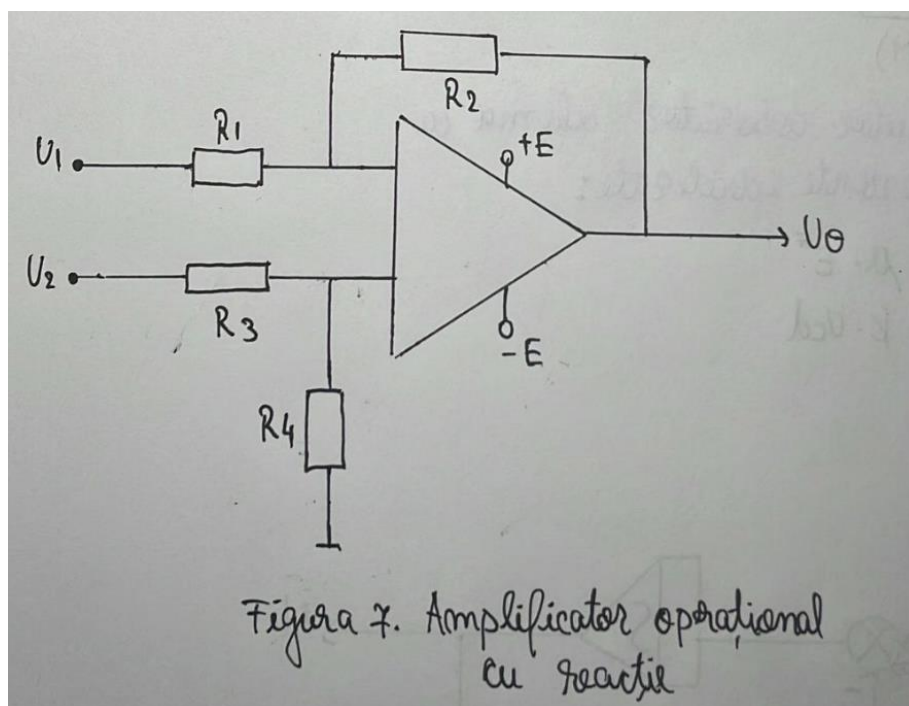 R2
R1
U1
+E
U2
U0
R3
-E
R4
Figura 7. Amplificator operațional
cu reacție